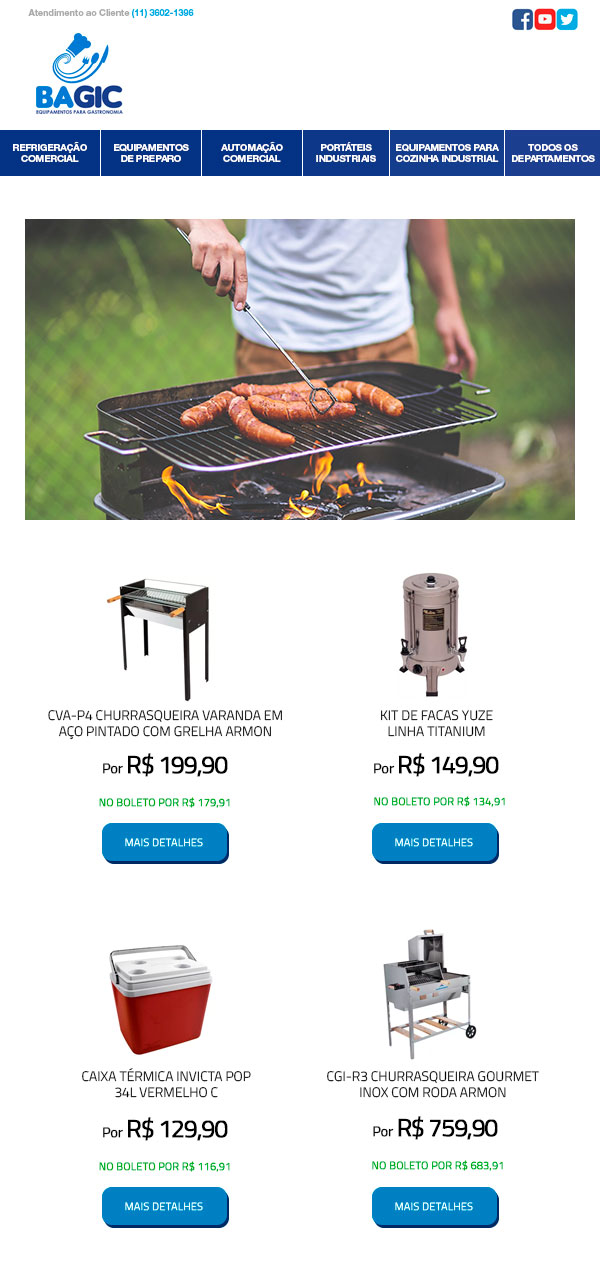 Atendimento ao Cliente (11) 3602-1396
BAGIC
EQUIPAMENTOS PARA GASTRONOMIA
REFRIGERAÇÃO
COMERCIAL
EQUIPAMENTOS
DE PREPARO
AUTOMAÇÃO
COMERCIAL
PORTÁTEIS
INDUSTRIAIS
EQUIPAMENTOS PARA
COZINHA INDUSTRIAL
TODOS OS
DEPARTAMENTOS
CVA-P4 CHURRASQUEIRA VARANDA EM
AÇO PINTADO COM GRELHA ARMON
Por R$ 199,90
NO BOLETO POR R$ 179,91
MAIS DETALHES
KIT DE FACAS YUZE
LINHA TITANIUM
Por R$ 149,90
NO BOLETO POR R$ 134,91
MAIS DETALHES
CAIXA TÉRMICA INVICTA POP
34L VERMELHO C
Por R$ 129,90
NO BOLETO POR R$ 116,91
MAIS DETALHES
CGI-R3 CHURRASQUEIRA GOURMET
INOX COM RODA ARMON
Por R$ 759,90
NO BOLETO POR R$ 683,91
MAIS DETALHES